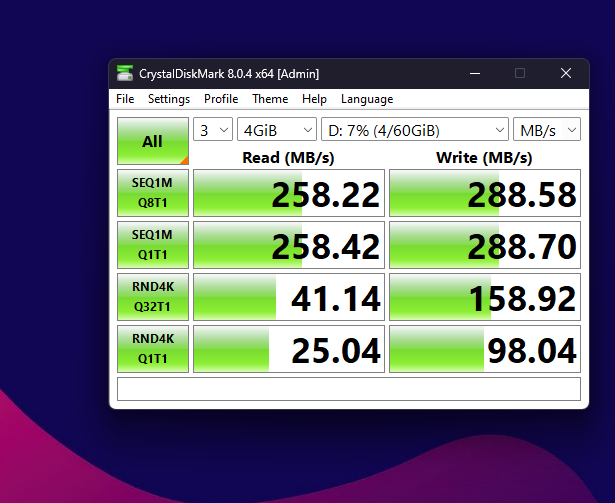 CrystalDiskMark 8.0.4 x64 [Admin]
File Settings Profile Theme Help Language
All 3 4GiB D: 7% (4/60GiB) MB/s
Read (MB/s) Write (MB/s)
SEQ1M
Q8T1
258.22 288.58
SEQ1M
Q1T1
258.42 288.70
RND4K
Q32T1
41.14 158.92
RND4K
Q1T1
25.04 98.04